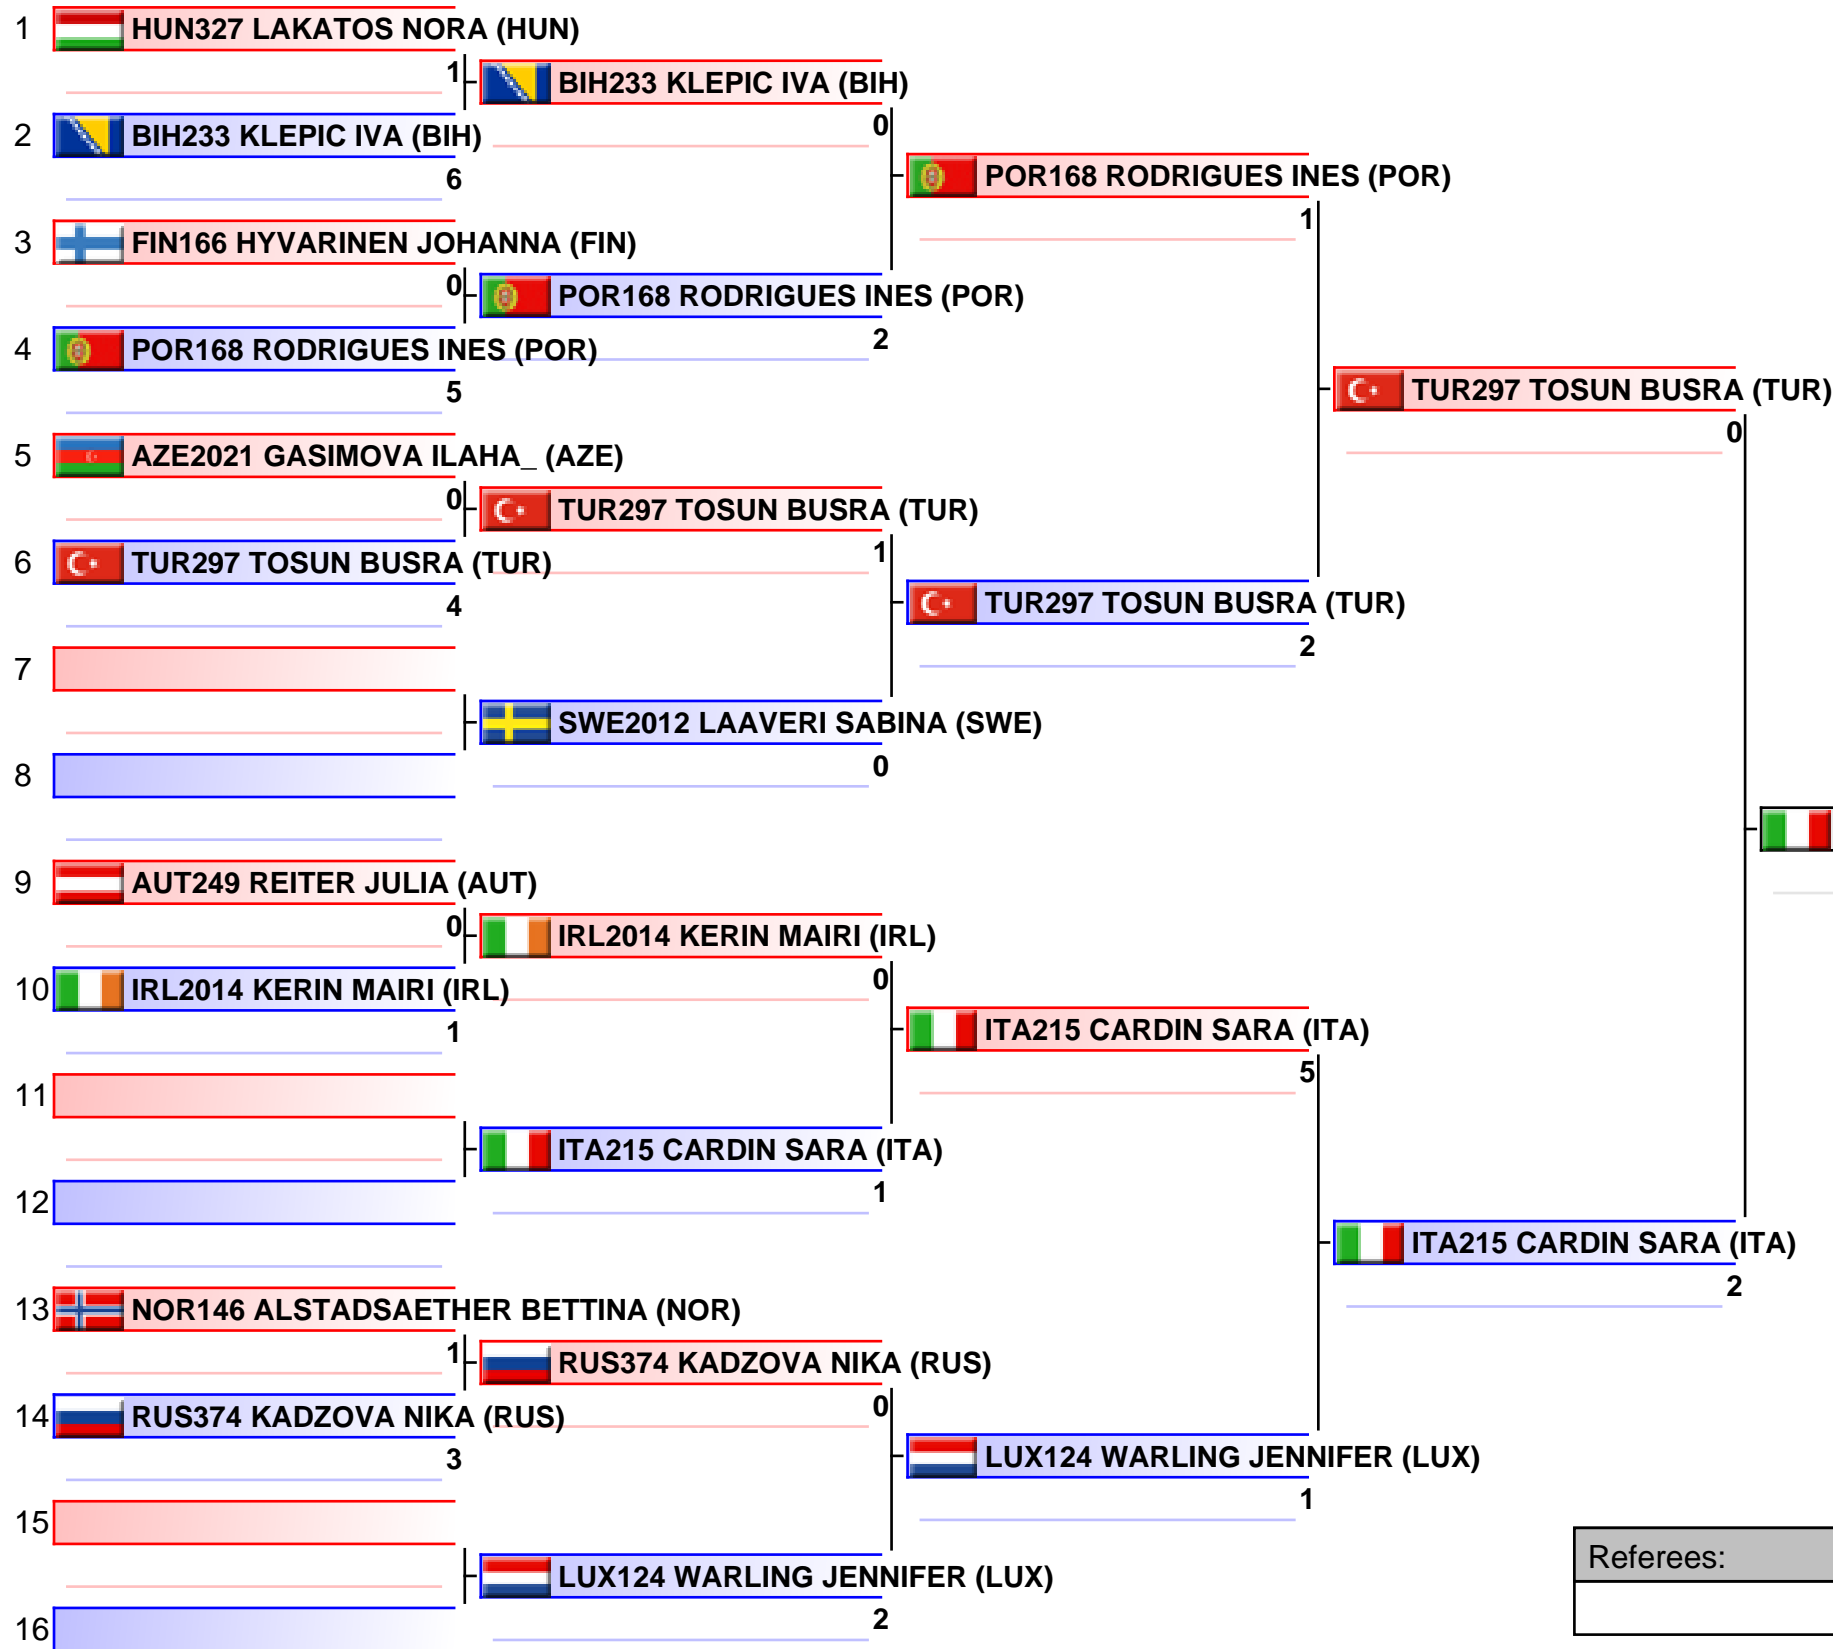 1 HUN327 LAKATOS NORA (HUN)
1
2 BIH233 KLEPIC IVA (BIH)
6
3 FIN166 HYVARINEN JOHANNA (FIN)
0
4 POR168 RODRIGUES INES (POR)
5
5 AZE2021 GASIMOVA ILAHA_ (AZE)
0
6 TUR297 TOSUN BUSRA (TUR)
4
7
8
9 AUT249 REITER JULIA (AUT)
0
10 IRL2014 KERIN MAIRI (IRL)
1
11
12
13 NOR146 ALSTADSAETHER BETTINA (NOR)
1
14 RUS374 KADZOVA NIKA (RUS)
3
15
16
BIH233 KLEPIC IVA (BIH)
0
POR168 RODRIGUES INES (POR)
2
TUR297 TOSUN BUSRA (TUR)
1
SWE2012 LAAVERI SABINA (SWE)
0
IRL2014 KERIN MAIRI (IRL)
0
ITA215 CARDIN SARA (ITA)
1
RUS374 KADZOVA NIKA (RUS)
0
LUX124 WARLING JENNIFER (LUX)
2
POR168 RODRIGUES INES (POR)
1
TUR297 TOSUN BUSRA (TUR)
2
ITA215 CARDIN SARA (ITA)
5
LUX124 WARLING JENNIFER (LUX)
1
TUR297 TOSUN BUSRA (TUR)
0
ITA215 CARDIN SARA (ITA)
2
Referees: